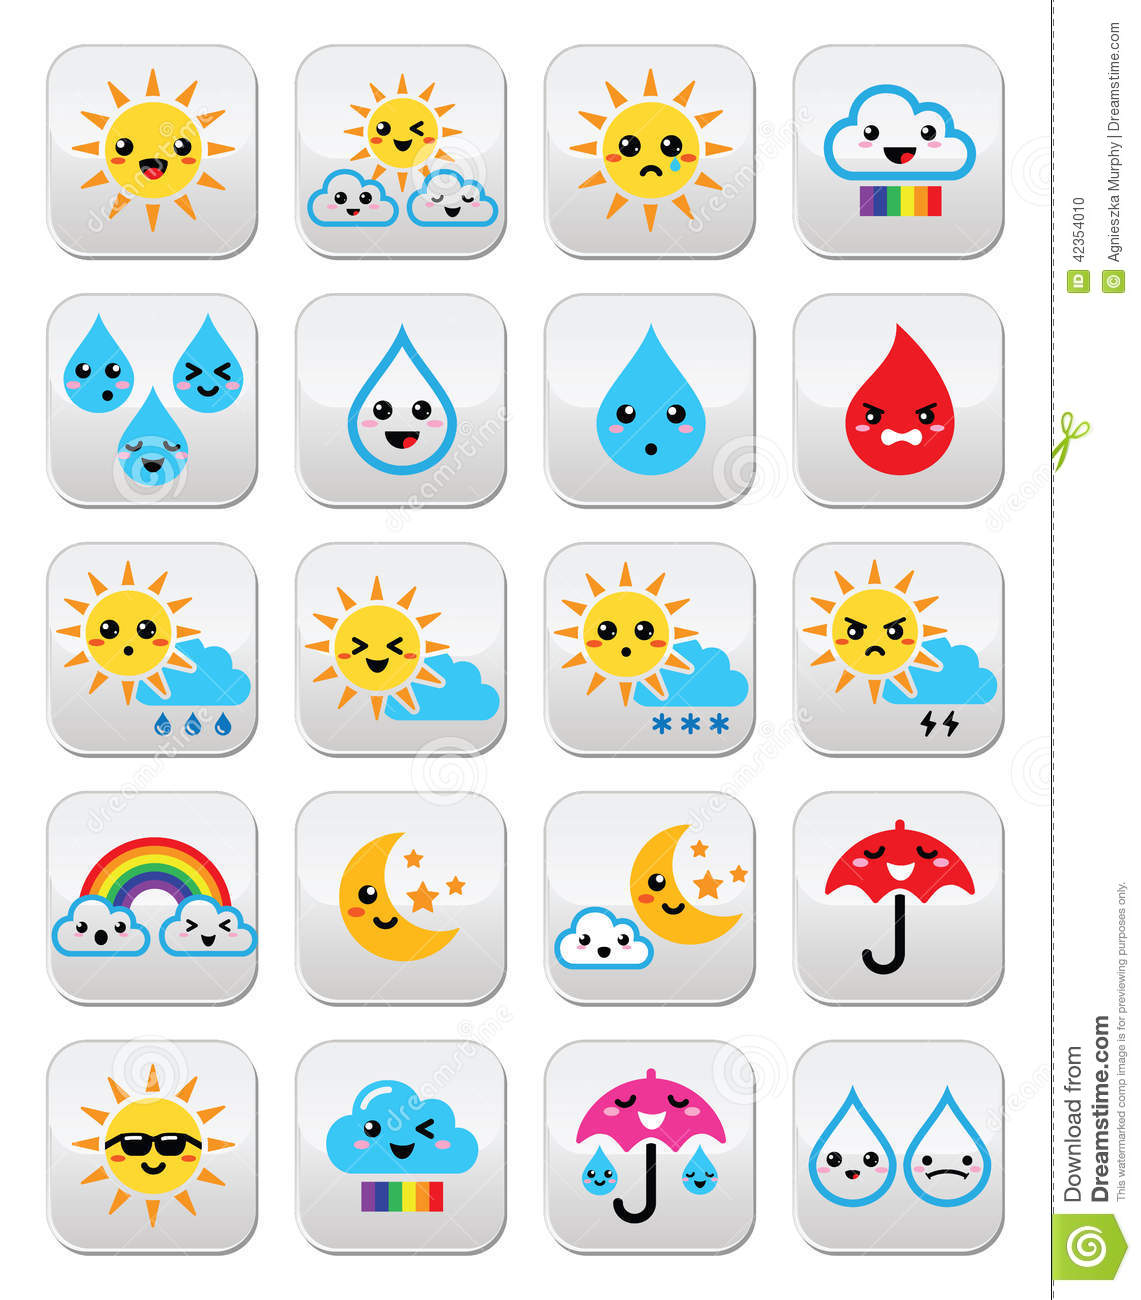 ID 42354010
© Agnieszka Murphy | Dreamstime.com
Download from
Dreamstime.com
This watermarked comp image is for previewing purposes only.
dreamstime